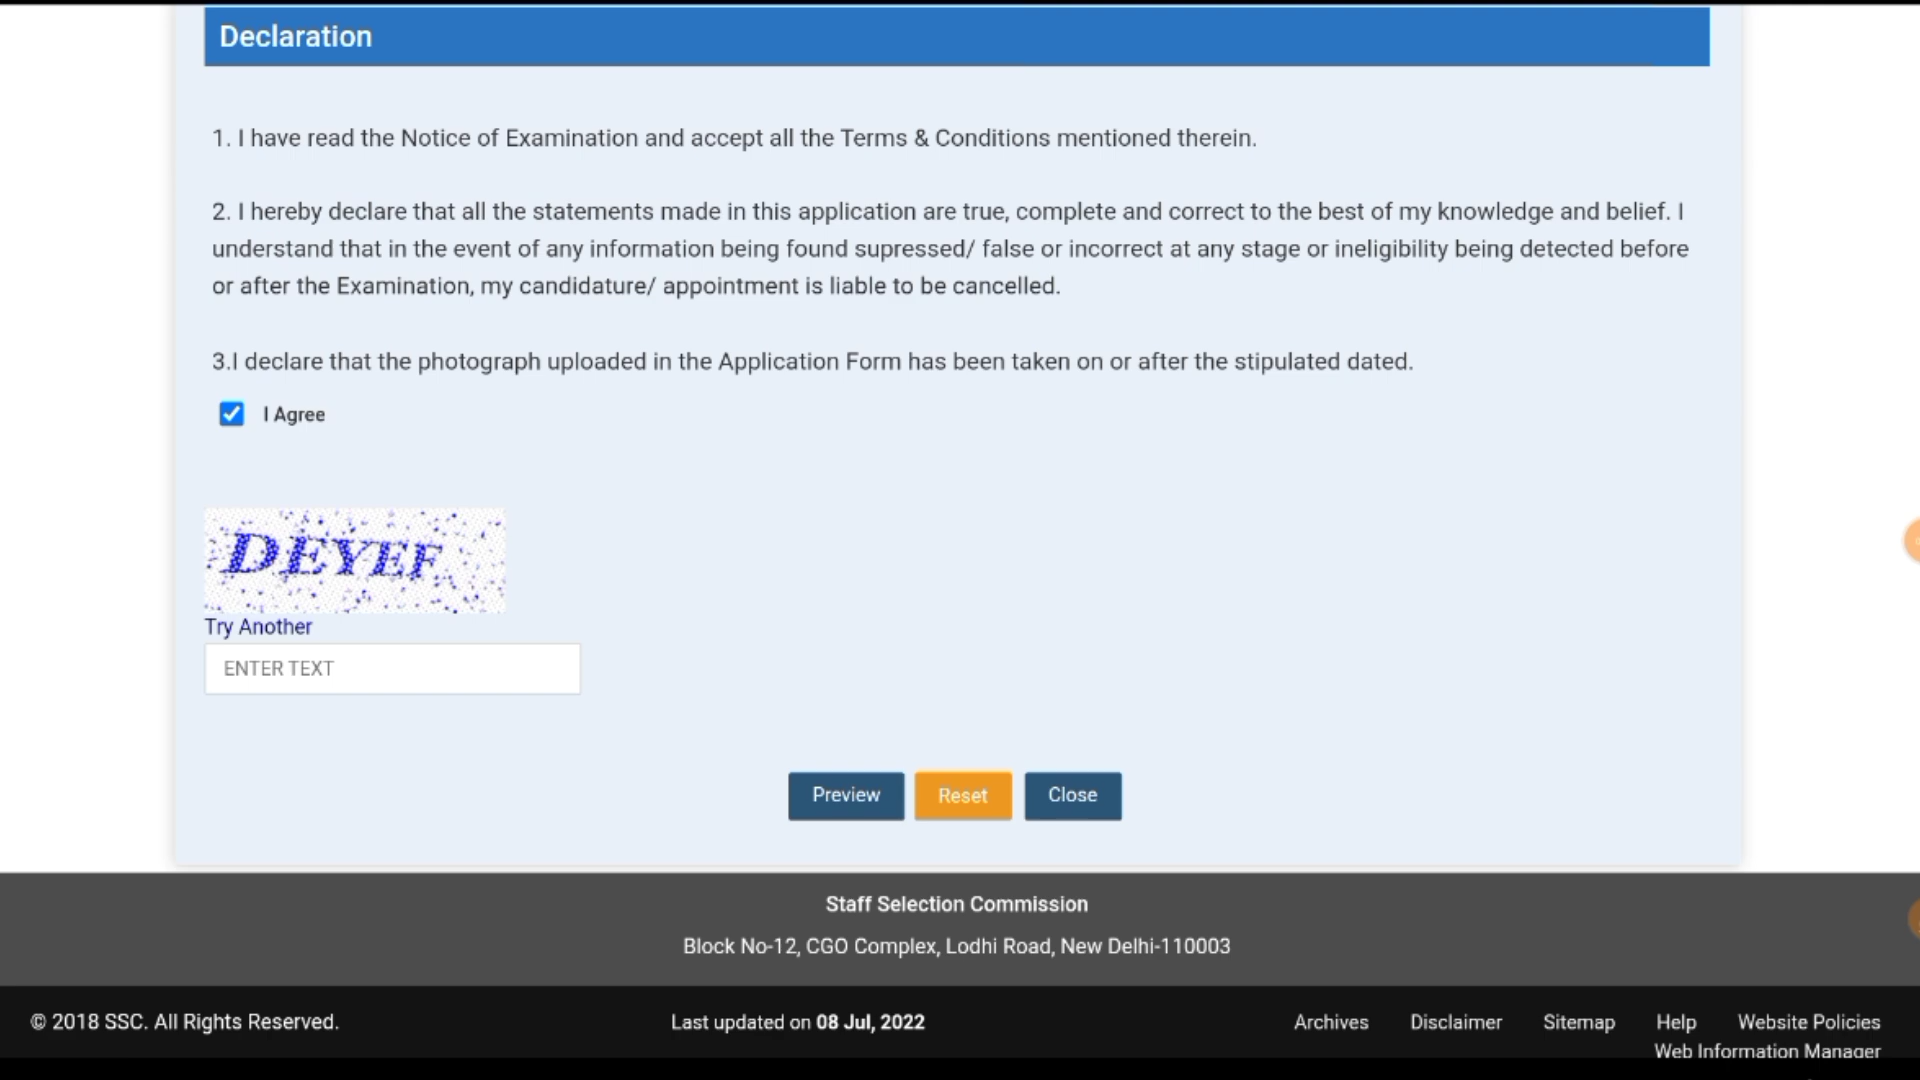 Declaration
1. I have read the Notice of Examination and accept all the Terms & Conditions mentioned therein.
2. I hereby declare that all the statements made in this application are true, complete and correct to the best of my knowledge and belief. I
understand that in the event of any information being found supressed/ false or incorrect at any stage or ineligibility being detected before
or after the Examination, my candidature/ appointment is liable to be cancelled.
3.I declare that the photograph uploaded in the Application Form has been taken on or after the stipulated dated.
I Agree
DEYEF
Try Another
ENTER TEXT
Preview Reset Close
Staff Selection Commission
Block No-12, CGO Complex, Lodhi Road, New Delhi-110003
© 2018 SSC. All Rights Reserved. Last updated on 08 Jul, 2022 Archives Disclaimer Sitemap Help Website Policies
Web Information Manager